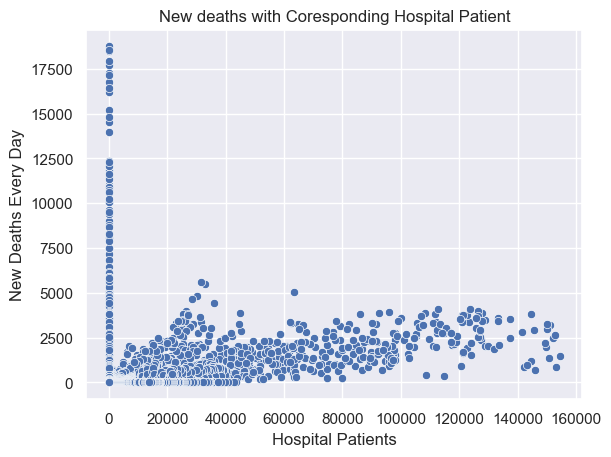 New deaths with Coresponding Hospital Patient
New Deaths Every Day
17500
15000
12500
10000
7500
5000
2500
0
0 20000 40000 60000 80000 100000 120000 140000 160000
Hospital Patients